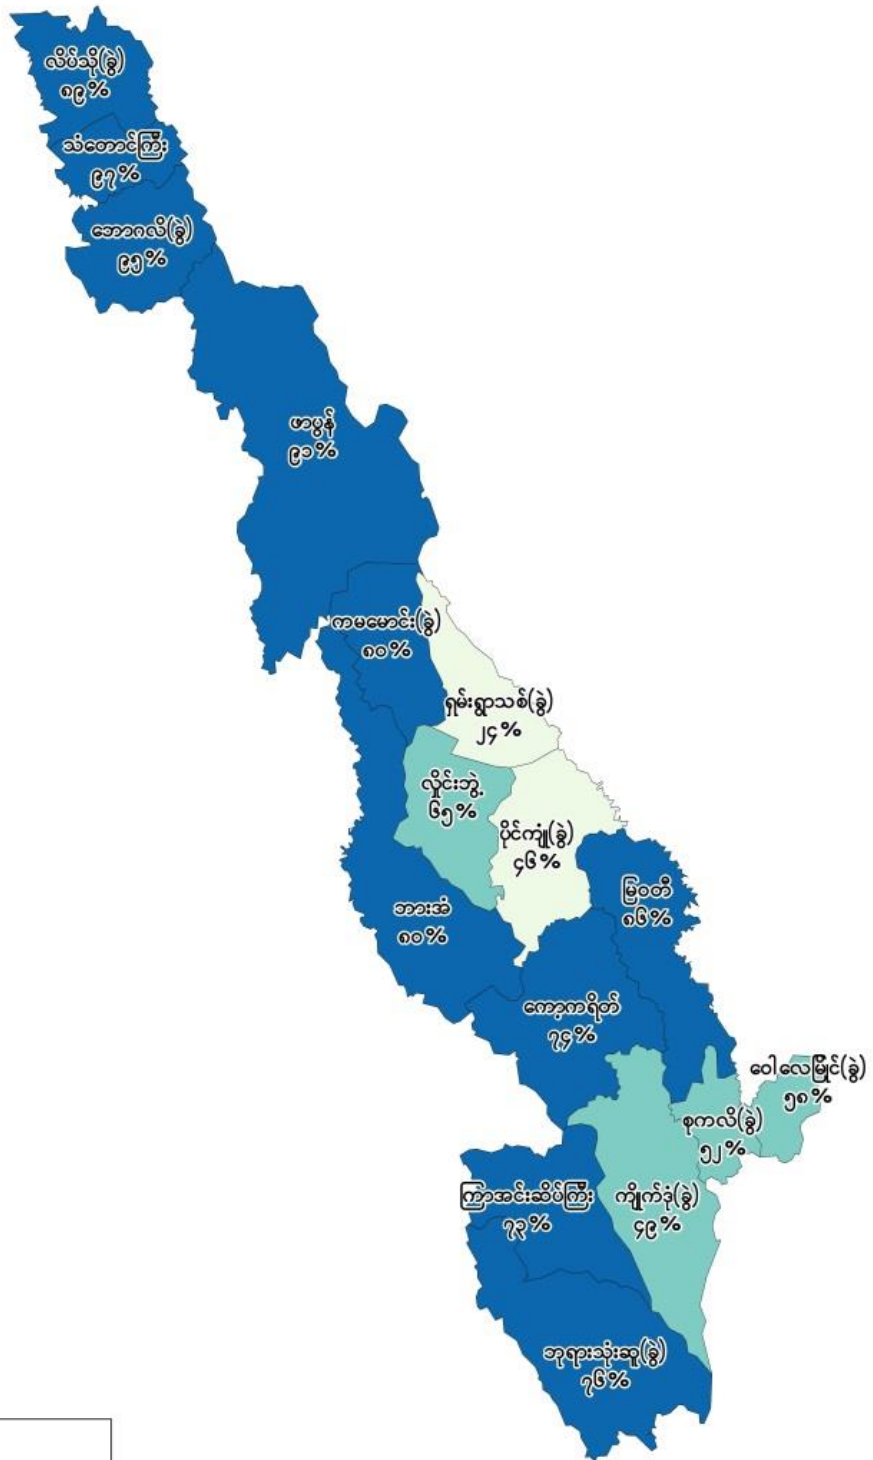 လိပ်သို(ခွဲ)
၈၉%
သံတောင်ကြီး
၉၇%
ဘောဂလိ(ခွဲ)
၉၅%
ဖာပွန်
၉၁%
ကမမောင်း(ခွဲ)
၈၀%
ရှမ်းရွာသစ်(ခွဲ)
၂၄%
လှိုင်းဘွဲ့
၆၅%
ပိုင်ကျုံ(ခွဲ)
၄၆%
မြဝတီ
၈၆%
ဘားအံ
၈၀%
ကော့ကရိတ်
၇၄%
ဝေါလေမြိုင်(ခွဲ)
၅၈%
စုကလိ(ခွဲ)
၅၂%
ကြာအင်းဆိပ်ကြီး
၇၃%
ကျိုက်ဒုံ(ခွဲ)
၄၉%
ဘုရားသုံးဆူ(ခွဲ)
၇၆%